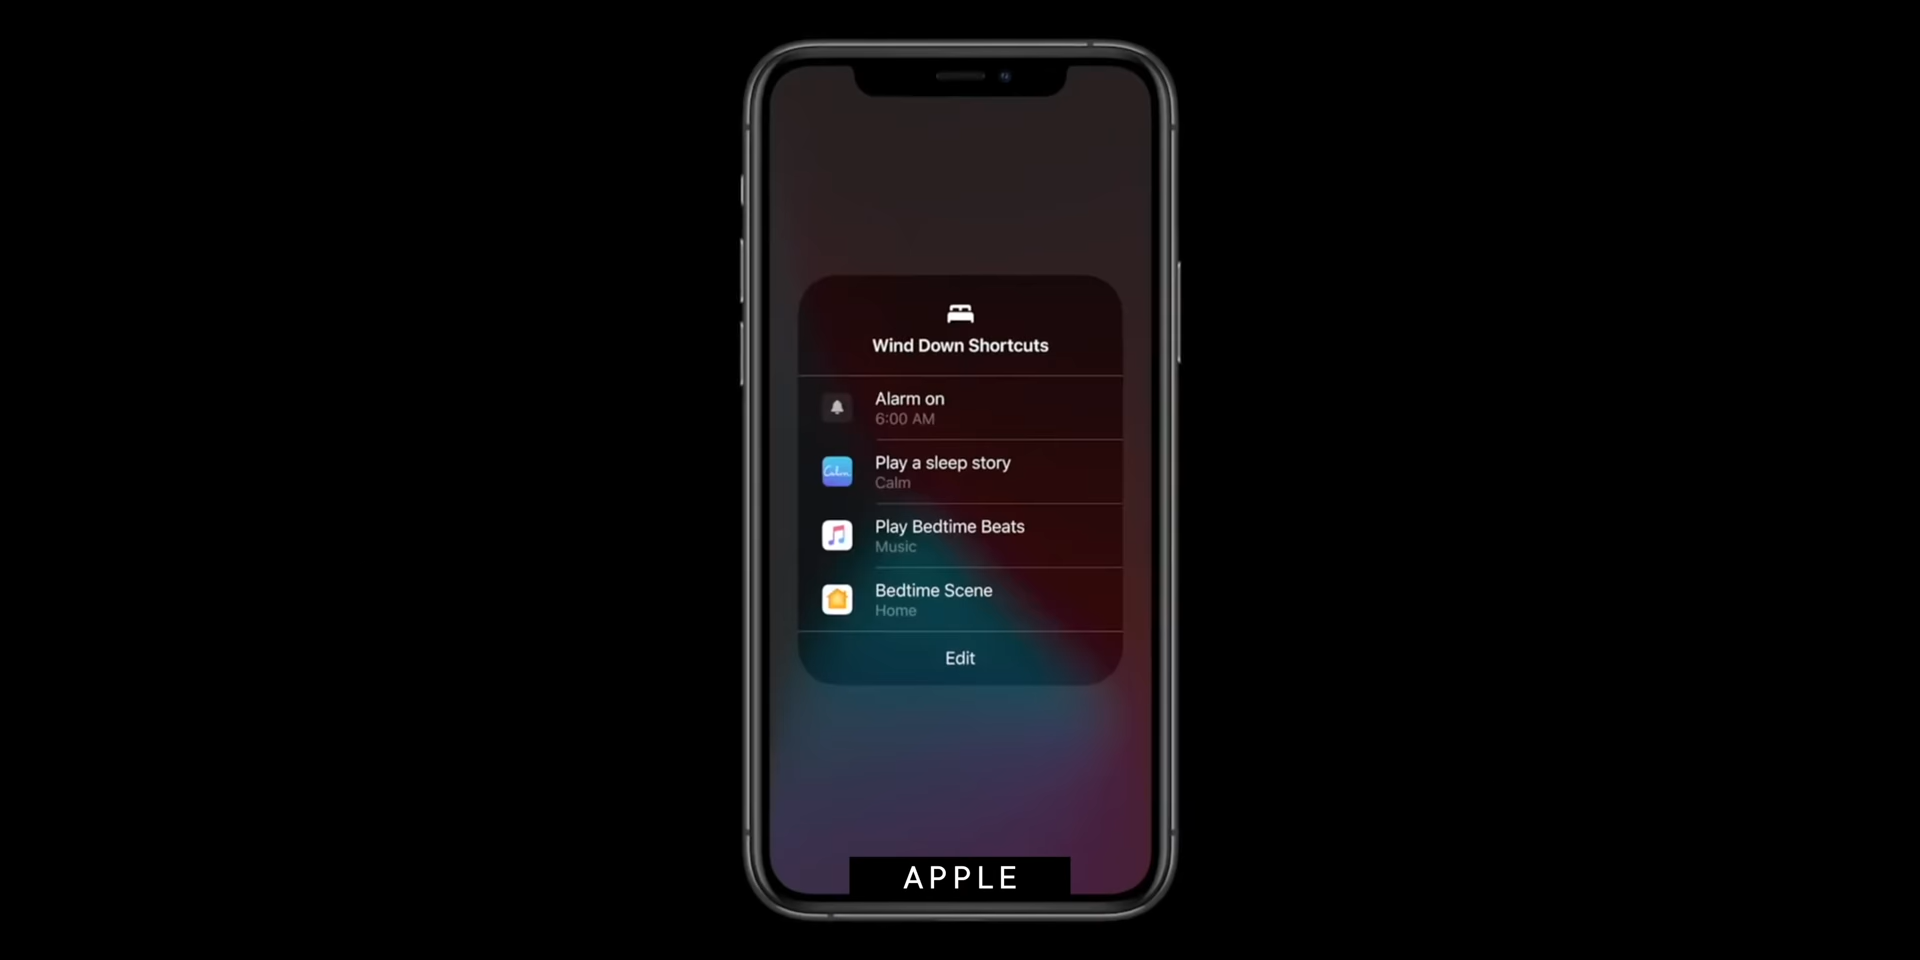 Wind Down Shortcuts
Alarm on
6:00 AM
Calm
Play a sleep story
Calm
Play Bedtime Beats
Music
Bedtime Scene
Home
Edit
APPLE